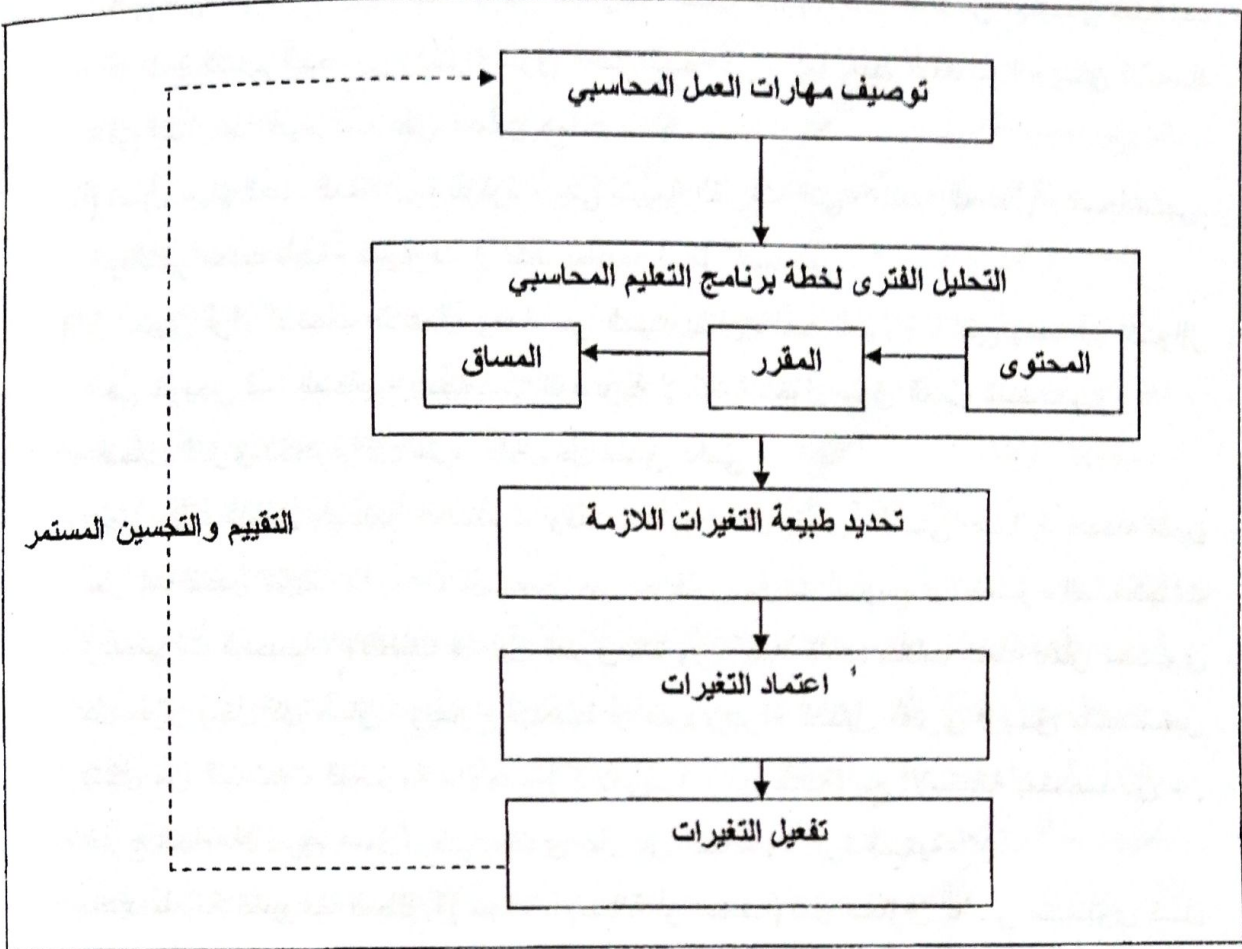 توصيف مهارات العمل المحاسبي
التحليل الفترى لخطة برنامج التعليم المحاسبي
المحتوى
المقرر
المساق
تحديد طبيعة التغيرات اللازمة
التقييم والتحسين المستمر
اعتماد التغيرات
تفعيل التغيرات